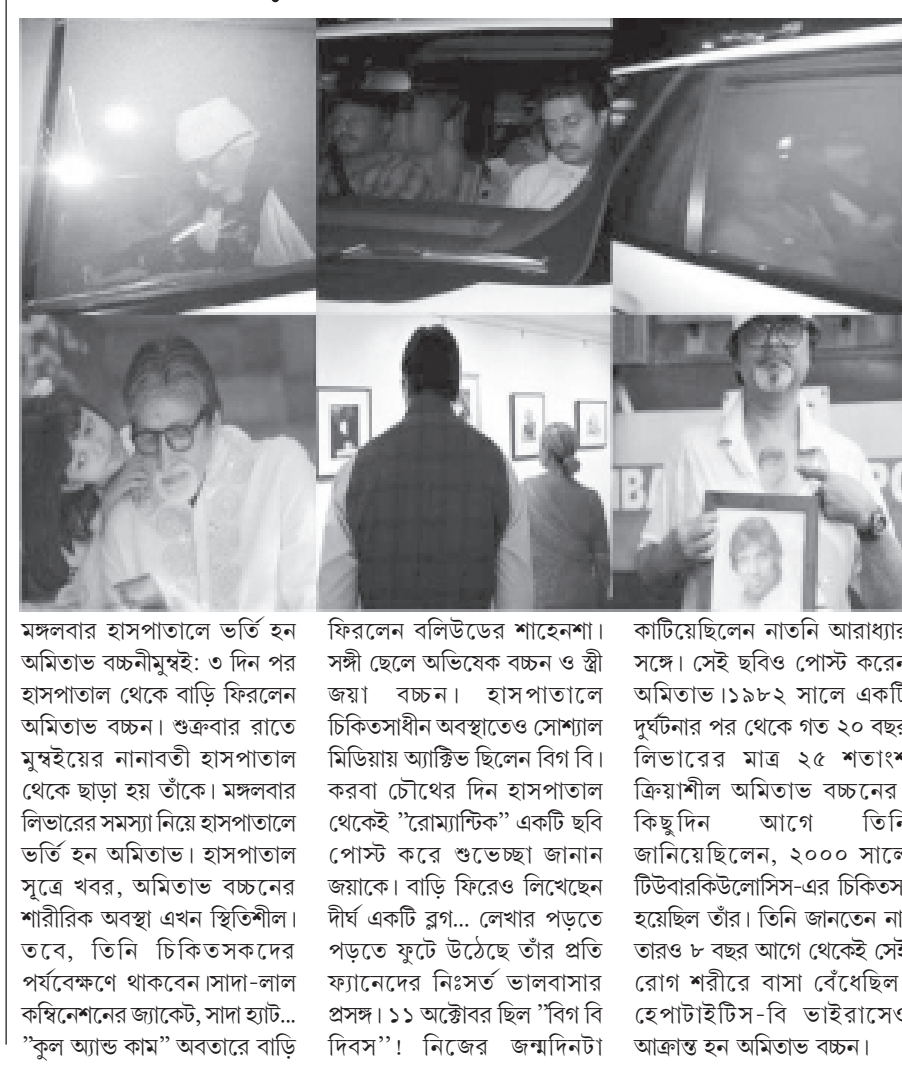 মঙ্গলবার হাসপাতালে ভর্তি হন
অমিতাভ বচ্চনীমুম্বই: ৩ দিন পর
হাসপাতাল থেকে বাড়ি ফিরলেন
অমিতাভ বচ্চন। শুক্রবার রাতে
মুম্বইয়ের নানাবতী হাসপাতাল
থেকে ছাড়া হয় তাঁকে। মঙ্গলবার
লিভারের সমস্যা নিয়ে হাসপাতালে
ভর্তি হন অমিতাভ। হাসপাতাল
সূত্রে খবর, অমিতাভ বচ্চনের
শারীরিক অবস্থা এখন স্থিতিশীল।
তবে, তিনি চিকিতসকদের
পর্যবেক্ষণে থাকবেন।সাদা-লাল
কম্বিনেশনের জ্যাকেট, সাদা হ্যাট...
”কুল অ্যান্ড কাম” অবতারে বাড়ি
ফিরলেন বলিউডের শাহেনশা।
সঙ্গী ছেলে অভিষেক বচ্চন ও স্ত্রী
জয়া বচ্চন। হাসপাতালে
চিকিতসাধীন অবস্থাতেও সোশ্যাল
মিডিয়ায় অ্যাক্টিভ ছিলেন বিগ বি।
করবা চৌথের দিন হাসপাতাল
থেকেই ”রোম্যান্টিক” একটি ছবি
পোস্ট করে শুভেচ্ছা জানান
জয়াকে। বাড়ি ফিরেও লিখেছেন
দীর্ঘ একটি ব্লগ... লেখার পড়তে
পড়তে ফুটে উঠেছে তাঁর প্রতি
ফ্যানেদের নিঃসর্ত ভালবাসার
প্রসঙ্গ। ১১ অক্টোবর ছিল ”বিগ বি
দিবস’’! নিজের জন্মদিনটা
কাটিয়েছিলেন নাতনি আরাধ্যার
সঙ্গে। সেই ছবিও পোস্ট করেন
অমিতাভ।১৯৮২ সালে একটি
দুর্ঘটনার পর থেকে গত ২০ বছর
লিভারের মাত্র ২৫ শতাংশ
ক্রিয়াশীল অমিতাভ বচ্চনের
কিছুদিন আগে তিনি
জানিয়েছিলেন, ২০০০ সালে
টিউবারকিউলোসিস-এর চিকিতসা
হয়েছিল তাঁর। তিনি জানতেন না
তারও ৮ বছর আগে থেকেই সেই
রোগ শরীরে বাসা বেঁধেছিল
হেপাটাইটিস-বি ভাইরাসেও
আক্রান্ত হন অমিতাভ বচ্চন।